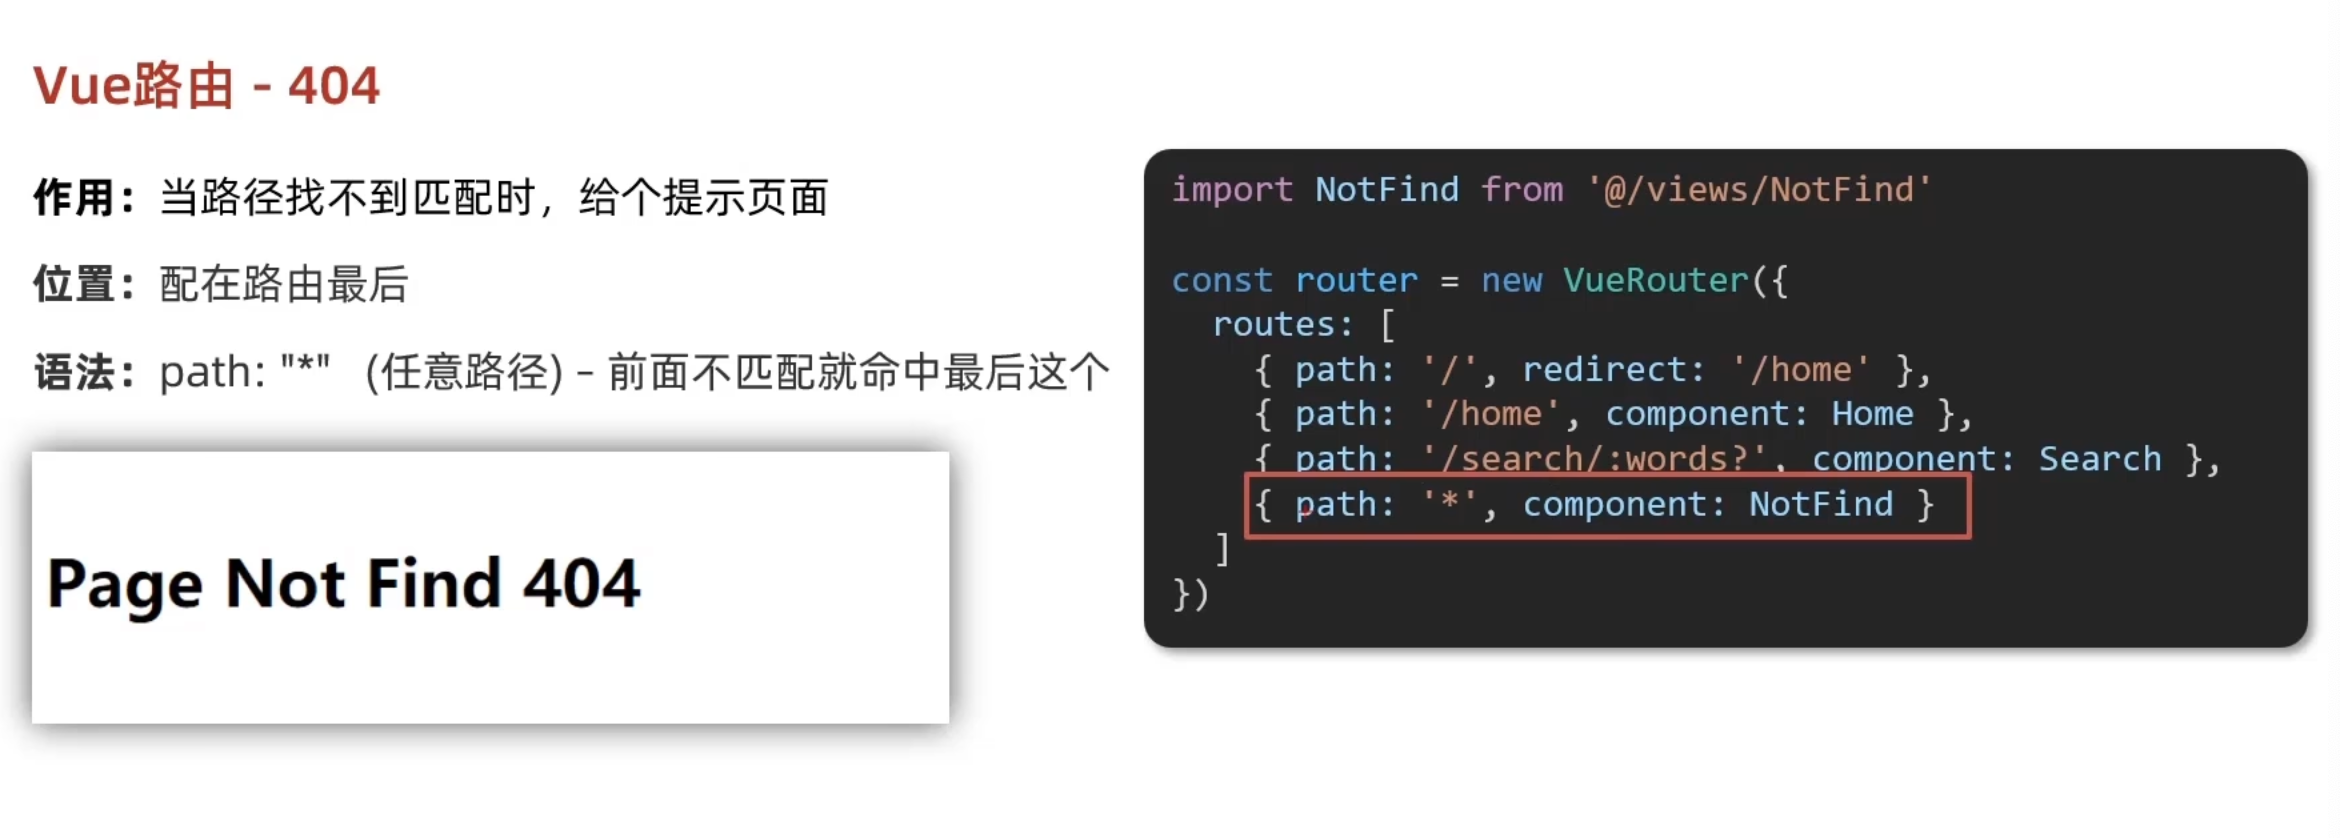 Vue路由 - 404
作用：当路径找不到匹配时，给个提示页面
位置：配在路由最后
语法：path: "*" (任意路径) – 前面不匹配就命中最后这个
Page Not Find 404
import NotFind from '@/views/NotFind'
const router = new VueRouter({
  routes: [
    { path: '/', redirect: '/home' },
    { path: '/home', component: Home },
    { path: '/search/:words?', component: Search },
    { path: '*', component: NotFind }
  ]
})